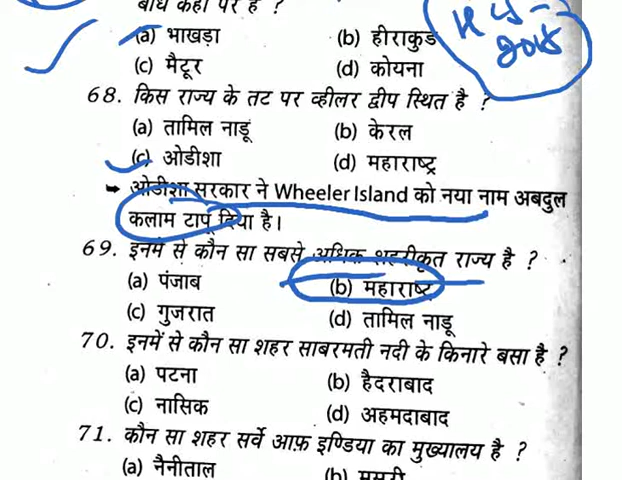 बांध कहाँ पर है ?
(a) भाखड़ा (b) हीराकुड
(c) मैटूर (d) कोयना
2018
68. किस राज्य के तट पर व्हीलर द्वीप स्थित है ?
(a) तामिल नाडू (b) केरल
(c) ओडीशा (d) महाराष्ट्र
➞ ओडीशा सरकार ने Wheeler Island को नया नाम अबदुल
कलाम टापू दिया है।
69. इनमें से कौन सा सबसे अधिक शहरीकृत राज्य है ?
(a) पंजाब (b) महाराष्ट्र
(c) गुजरात (d) तामिल नाडू
70. इनमें से कौन सा शहर साबरमती नदी के किनारे बसा है ?
(a) पटना (b) हैदराबाद
(c) नासिक (d) अहमदाबाद
71. कौन सा शहर सर्वे आफ़ इण्डिया का मुख्यालय है ?
(a) नैनीताल (b) मसूरी